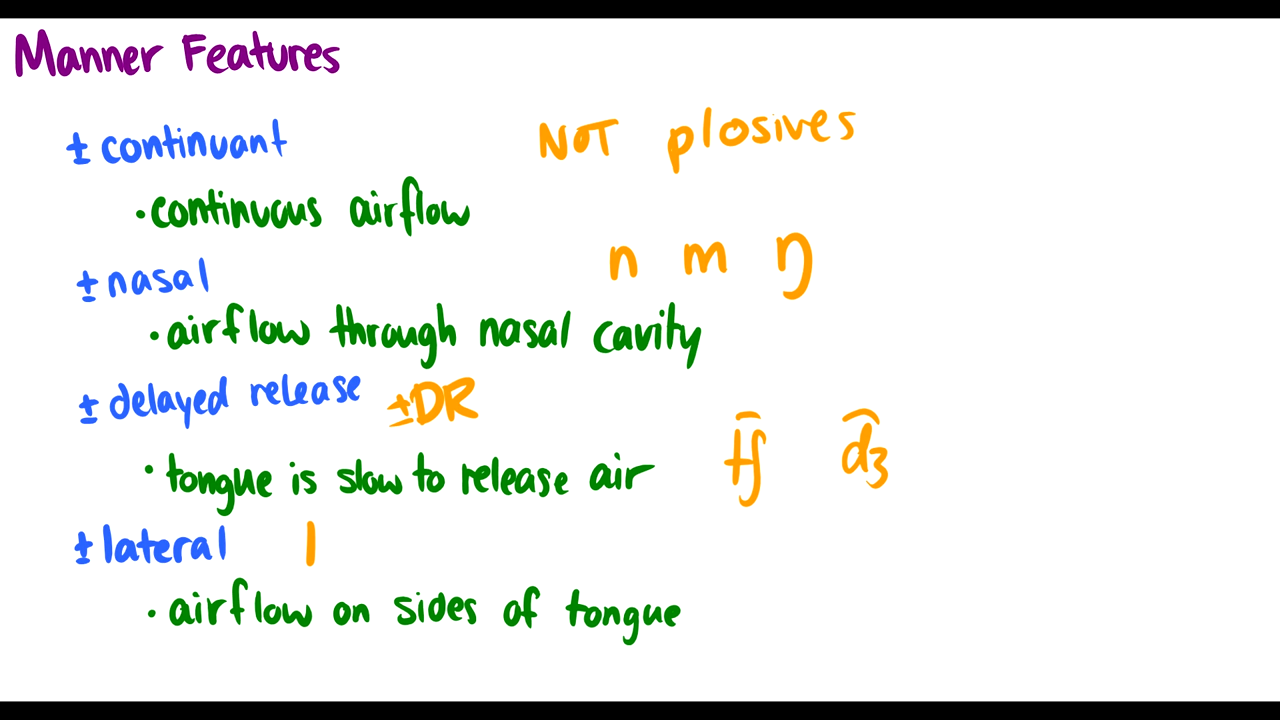 Manner Features
± continuant NOT plosives
• continuous airflow
n m ŋ
± nasal
• airflow through nasal cavity
± delayed release ±DR
t͡ʃ d͡ʒ
• tongue is slow to release air
± lateral l
• airflow on sides of tongue